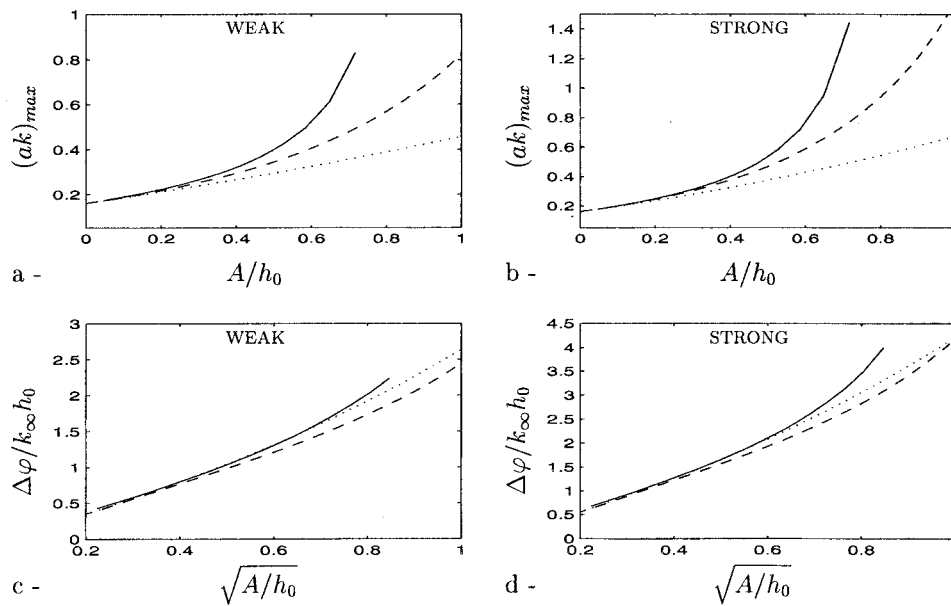 WEAK
1
0.8
0.6
0.4
0.2
(ak)max
0 0.2 0.4 0.6 0.8 1
a - A/h0
STRONG
1.4
1.2
1
0.8
0.6
0.4
0.2
(ak)max
0 0.2 0.4 0.6 0.8
b - A/h0
WEAK
3
2.5
2
1.5
1
0.5
0
Δφ/k∞h0
0.2 0.4 0.6 0.8 1
c - √A/h0
STRONG
4.5
4
3.5
3
2.5
2
1.5
1
0.5
0
Δφ/k∞h0
0.2 0.4 0.6 0.8
d - √A/h0